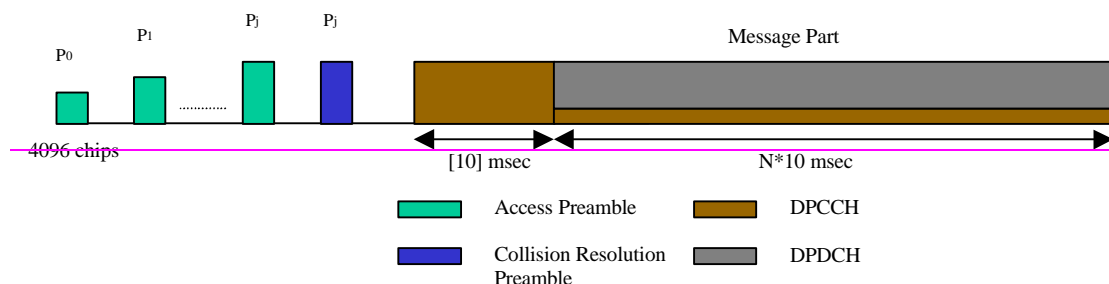 P0
P1
Pj
Pj
Message Part
.............
4096 chips
[10] msec
N*10 msec
Access Preamble
DPCCH
Collision Resolution
Preamble
DPDCH